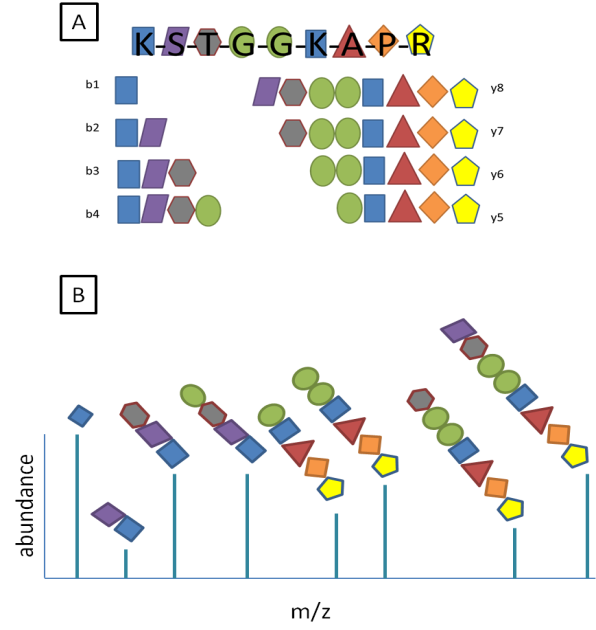 A
K-S-T-G-G-K-A-P-R
b1
y8
b2
y7
b3
y6
b4
y5
B
abundance
m/z